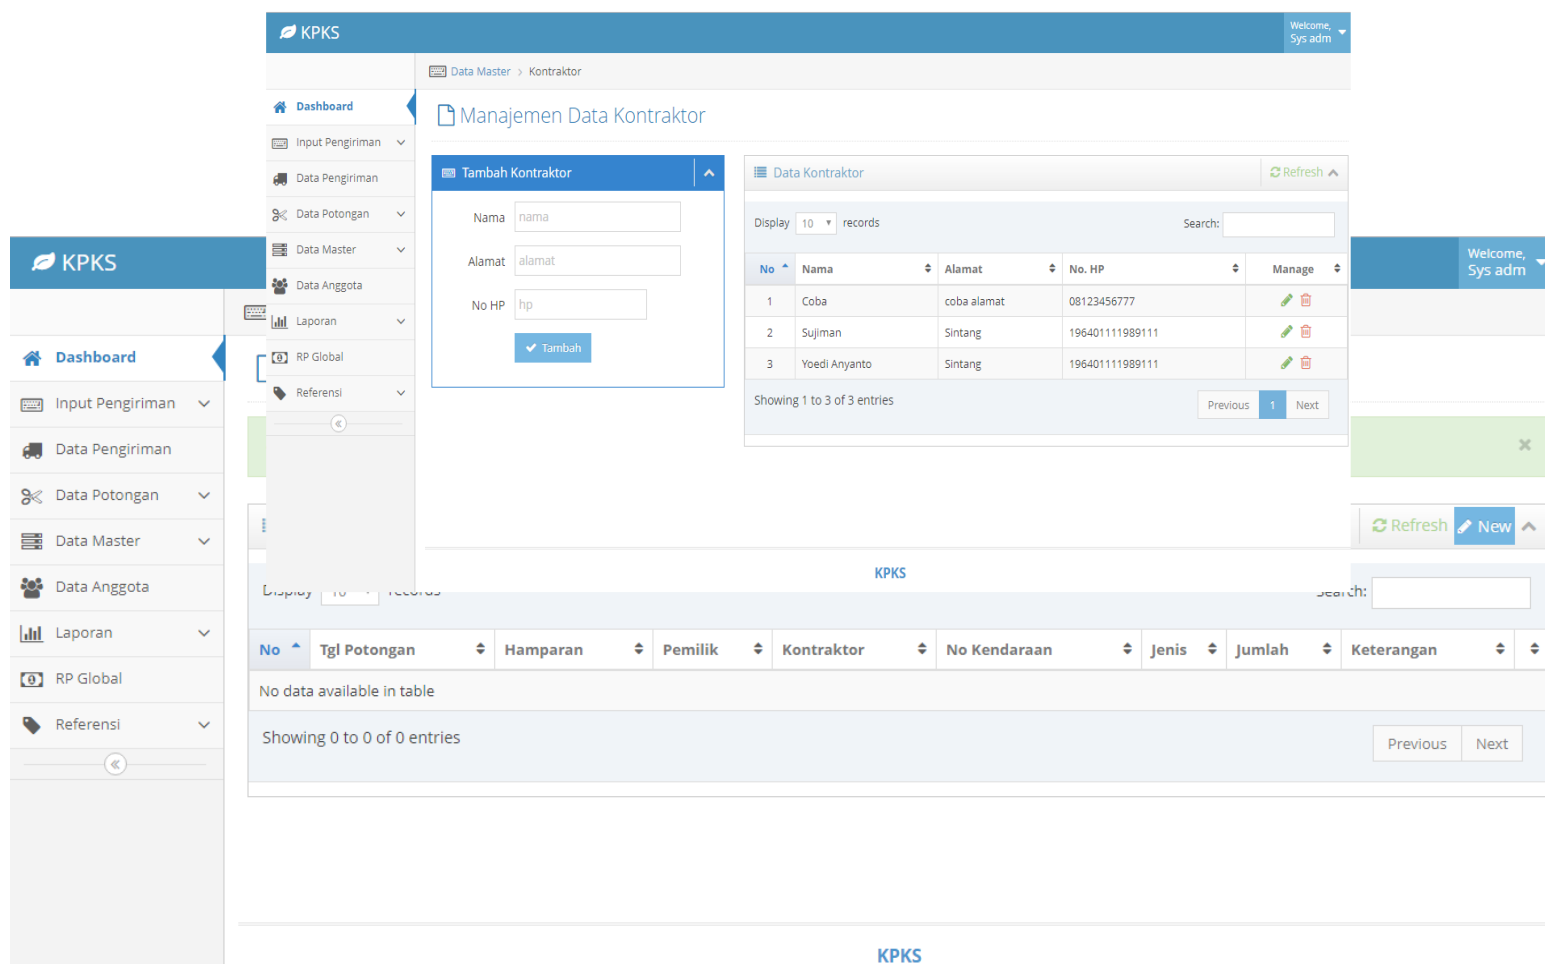 KPKS
Welcome,
Sys adm
Data Master > Kontraktor
Dashboard
Input Pengiriman
Data Pengiriman
Data Potongan
Data Master
Data Anggota
Laporan
RP Global
Referensi
Manajemen Data Kontraktor
Tambah Kontraktor
Nama nama
Alamat alamat
No HP hp
Tambah
Data Kontraktor Refresh
Display 10 records Search:
No Nama Alamat No. HP Manage
1 Coba coba alamat 08123456777
2 Sujiman Sintang 196401111989111
3 Yoedi Anyanto Sintang 196401111989111
Showing 1 to 3 of 3 entries
Previous 1 Next
KPKS
KPKS
Welcome,
Sys adm
Dashboard
Input Pengiriman
Data Pengiriman
Data Potongan
Data Master
Data Anggota
Laporan
RP Global
Referensi
Refresh New
Display 10 records Search:
No Tgl Potongan Hamparan Pemilik Kontraktor No Kendaraan Jenis Jumlah Keterangan
No data available in table
Showing 0 to 0 of 0 entries
Previous Next
KPKS